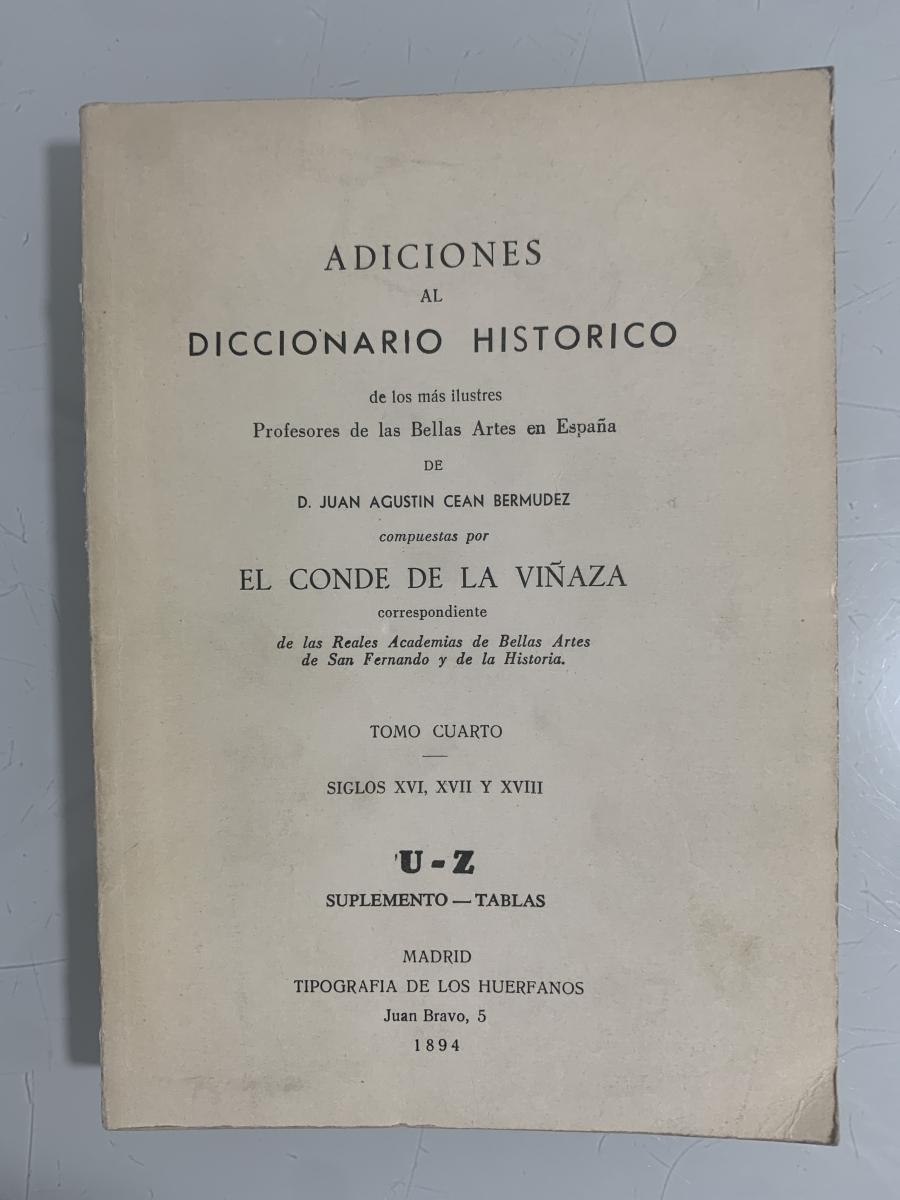 ADICIONES
AL
DICCIONARIO HISTORICO
de los más ilustres
Profesores de las Bellas Artes en España
DE
D. JUAN AGUSTIN CEAN BERMUDEZ
compuestas por
EL CONDE DE LA VIÑAZA
correspondiente
de las Reales Academias de Bellas Artes
de San Fernando y de la Historia.
TOMO CUARTO
SIGLOS XVI, XVII Y XVIII
U - Z
SUPLEMENTO — TABLAS
MADRID
TIPOGRAFIA DE LOS HUERFANOS
Juan Bravo, 5
1894